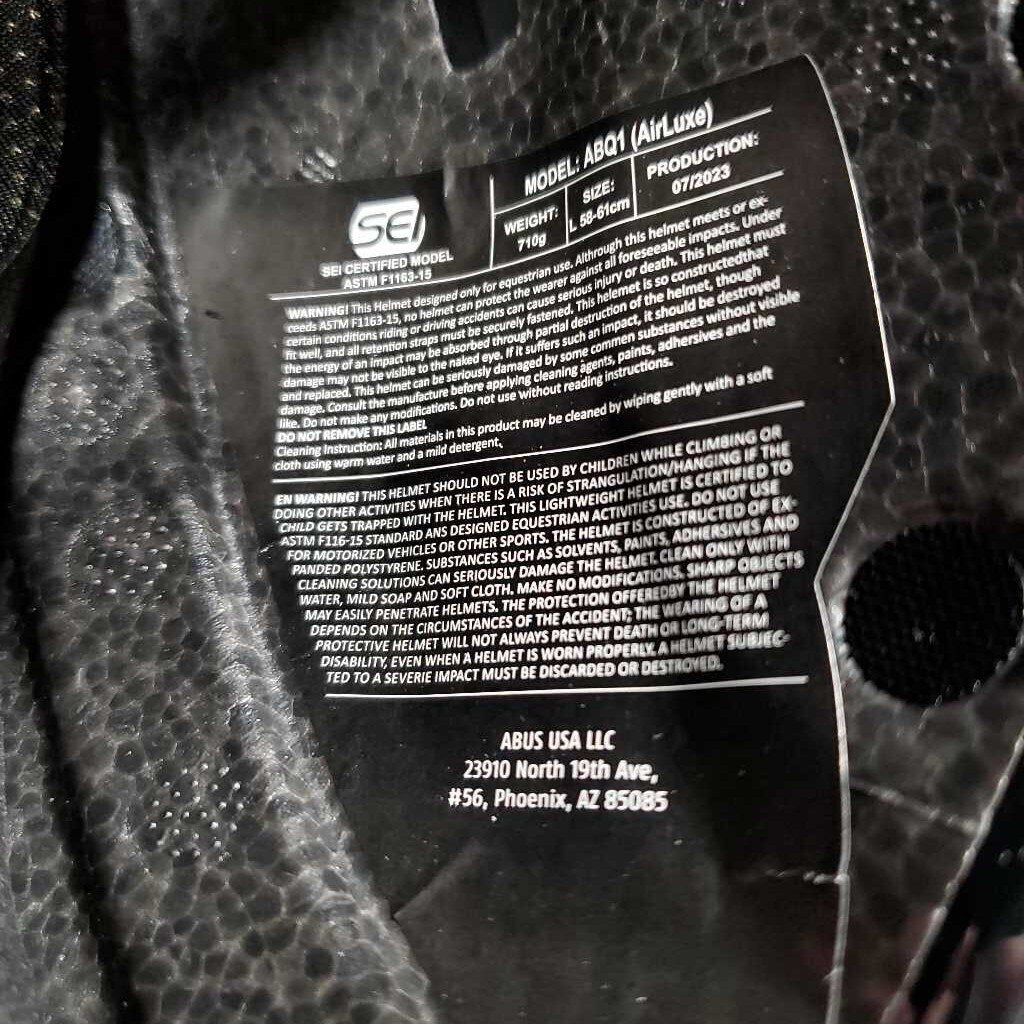 SEI
SEI CERTIFIED MODEL
ASTM F1163-15
MODEL: ABQ1 (AirLuxe)
WEIGHT:
710g
SIZE:
L 58-61cm
PRODUCTION:
07/2023
WARNING! This Helmet designed only for equestrian use. Althrough this helmet meets or ex-
ceeds ASTM F1163-15, no helmet can protect the wearer against all foreseeable impacts. Under
certain conditions, riding or driving accidents can cause serious injury or death. This helmet must
fit well, and all retention straps must be securely fastened. This helemet is so constructedthat
the energy of an impact may be absorbed through partial destruction of the helmet, though
damage may not be visible to the naked eye. If it suffers such an impact, it should be destroyed
and replaced. This helmet can be seriously damaged by some commen substances without visible
damage. Consult the manufacture before applying cleaning agents, paints, adhersives and the
like. Do not make any modifications. Do not use without reading instructions.
DO NOT REMOVE THIS LABEL
Cleaning Instruction: All materials in this product may be cleaned by wiping gently with a soft
cloth using warm water and a mild detergent.
EN WARNING! THIS HELMET SHOULD NOT BE USED BY CHILDREN WHILE CLIMBING OR
DOING OTHER ACTIVITIES WHEN THERE IS A RISK OF STRANGULATION/HANGING IF THE
CHILD GETS TRAPPED WITH THE HELMET. THIS LIGHTWEIGHT HELMET IS CERTIFIED TO
ASTM F116-15 STANDARD ANS DESIGNED EQUESTRIAN ACTIVITIES USE. DO NOT USE
FOR MOTORIZED VEHICLES OR OTHER SPORTS. THE HELMET IS CONSTRUCTED OF EX-
PANDED POLYSTYRENE. SUBSTANCES SUCH AS SOLVENTS, PAINTS, ADHERSIVES AND
CLEANING SOLUTIONS CAN SERIOUSLY DAMAGE THE HELMET. CLEAN ONLY WITH
WATER, MILD SOAP AND SOFT CLOTH. MAKE NO MODIFICATIONS. SHARP OBJECTS
MAY EASILY PENETRATE HELMETS. THE PROTECTION OFFEREDBY THE HELMET
DEPENDS ON THE CIRCUMSTANCES OF THE ACCIDENT; THE WEARING OF A
PROTECTIVE HELMET WILL NOT ALWAYS PREVENT DEATH OR LONG-TERM
DISABILITY, EVEN WHEN A HELMET IS WORN PROPERLY. A HELMET SUBJEC-
TED TO A SEVERIE IMPACT MUST BE DISCARDED OR DESTROYED.
ABUS USA LLC
23910 North 19th Ave,
#56, Phoenix, AZ 85085